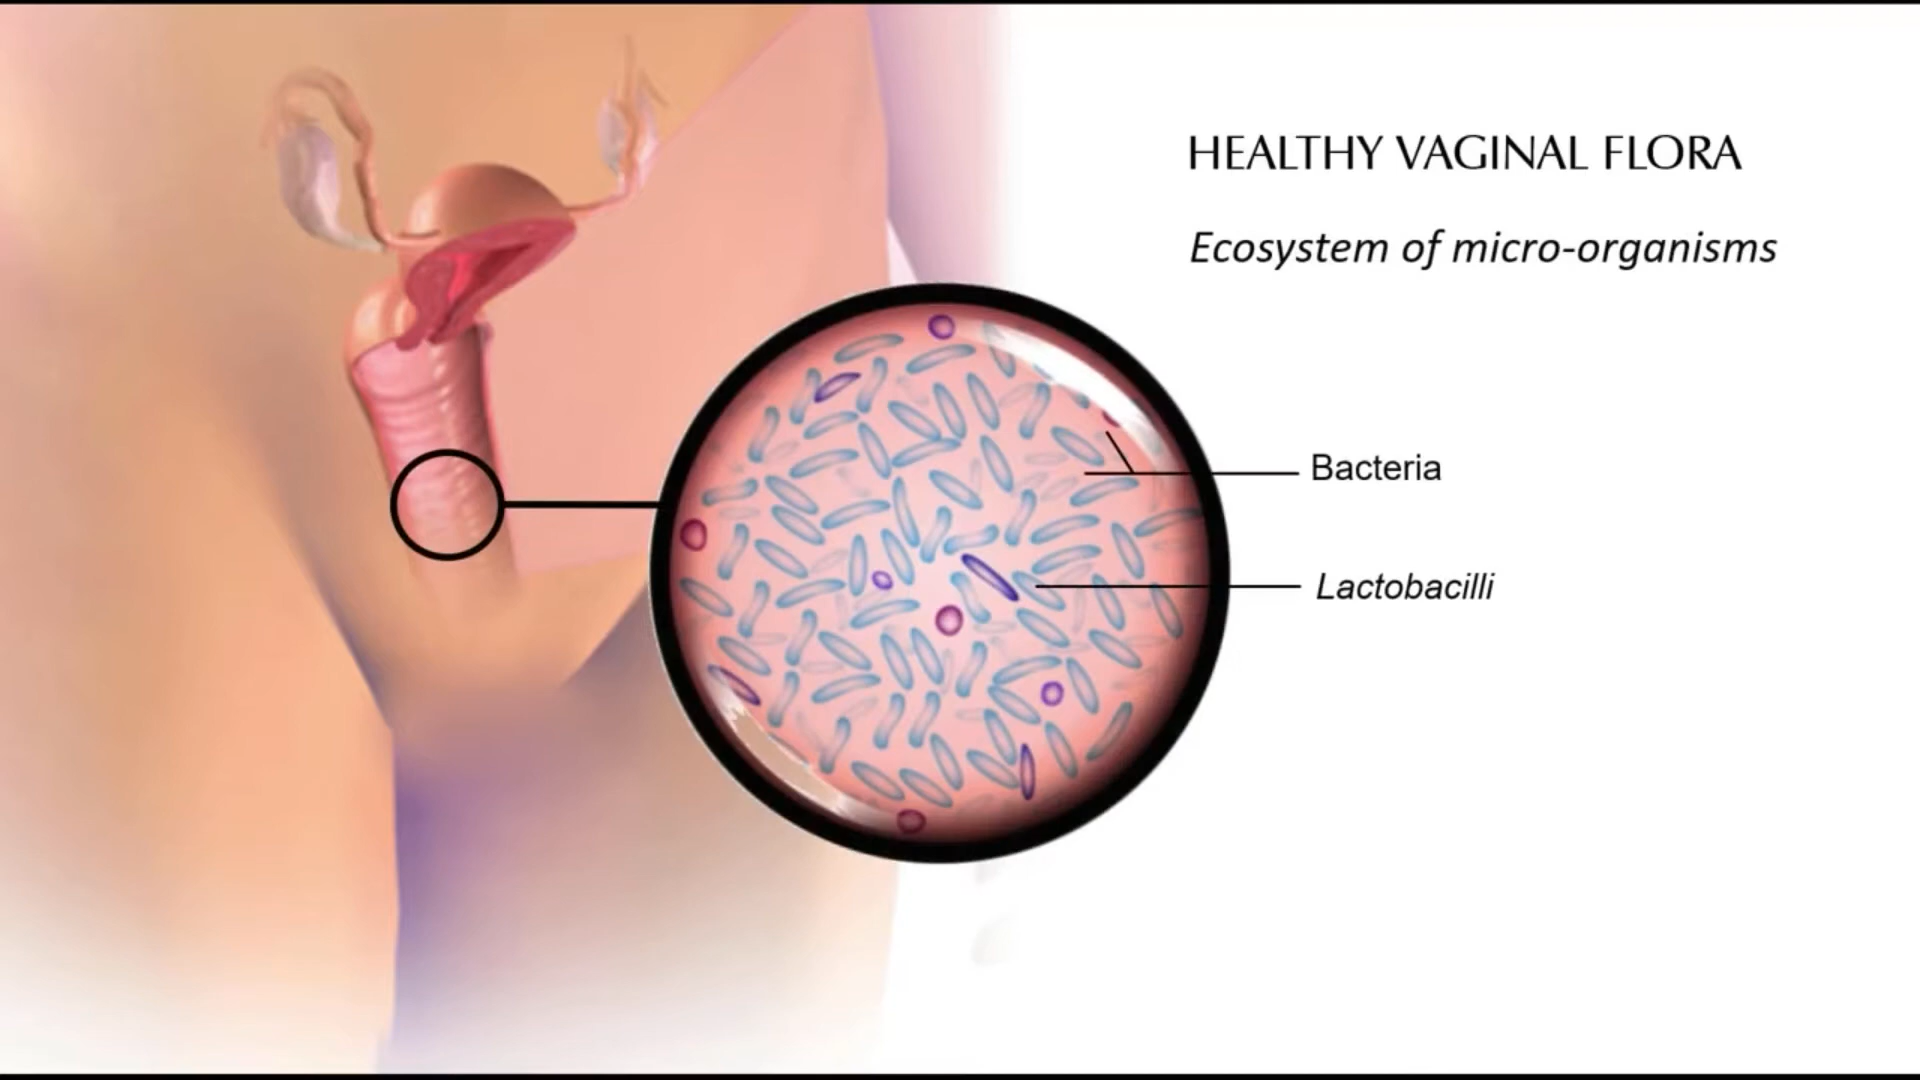 HEALTHY VAGINAL FLORA
Ecosystem of micro-organisms
Bacteria
Lactobacilli